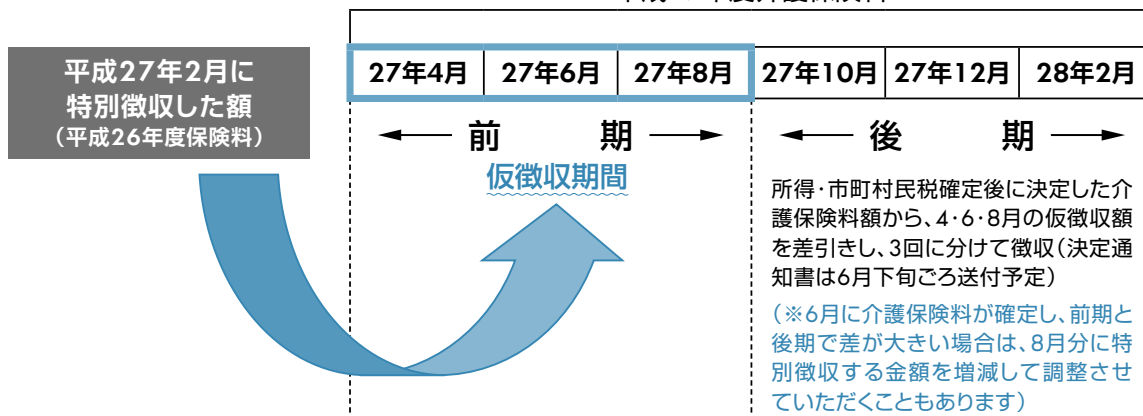 平成27年2月に
特別徴収した額
(平成26年度保険料)
27年4月 27年6月 27年8月 27年10月 27年12月 28年2月
前 期 後 期
仮徴収期間
所得・市町村民税確定後に決定した介
護保険料額から、4・6・8月の仮徴収額
を差引きし、3回に分けて徴収(決定通
知書は6月下旬ごろ送付予定)
(※6月に介護保険料が確定し、前期と
後期で差が大きい場合は、8月分に特
別徴収する金額を増減して調整させ
ていただくこともあります)